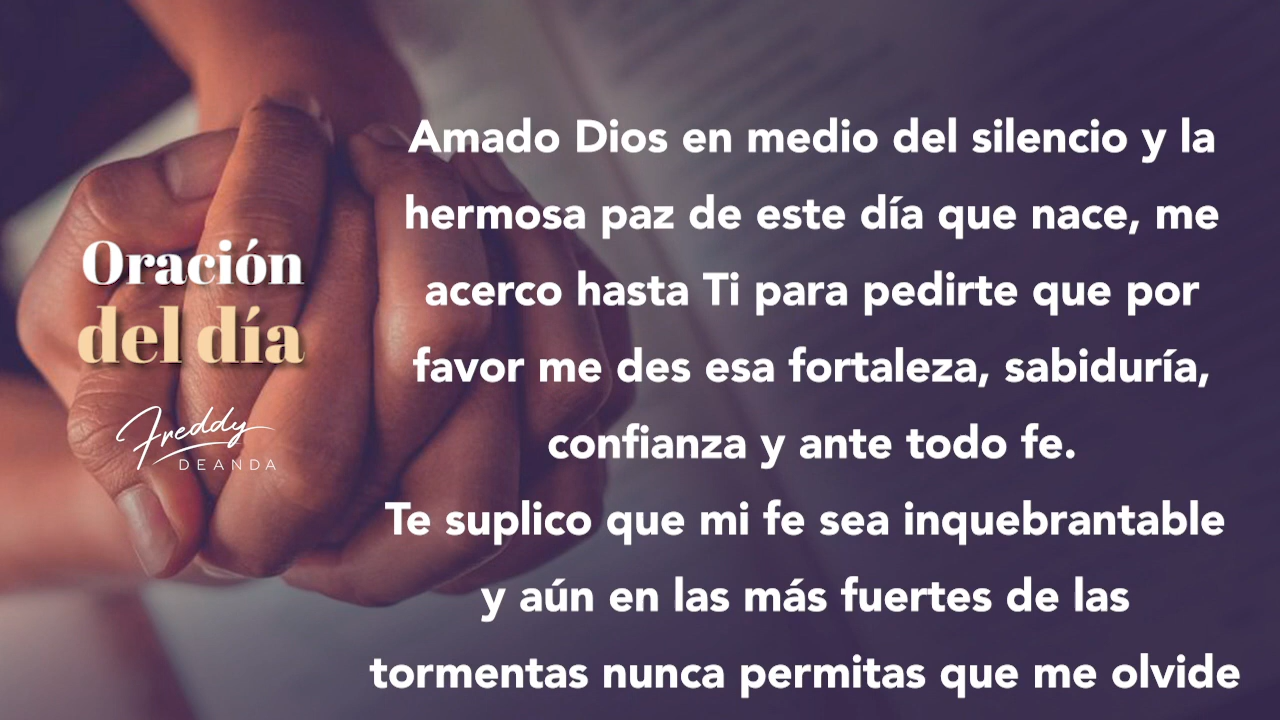 Oración
del día
Freddy
DEANDA
Amado Dios en medio del silencio y la
hermosa paz de este día que nace, me
acerco hasta Ti para pedirte que por
favor me des esa fortaleza, sabiduría,
confianza y ante todo fe.
Te suplico que mi fe sea inquebrantable
y aún en las más fuertes de las
tormentas nunca permitas que me olvide